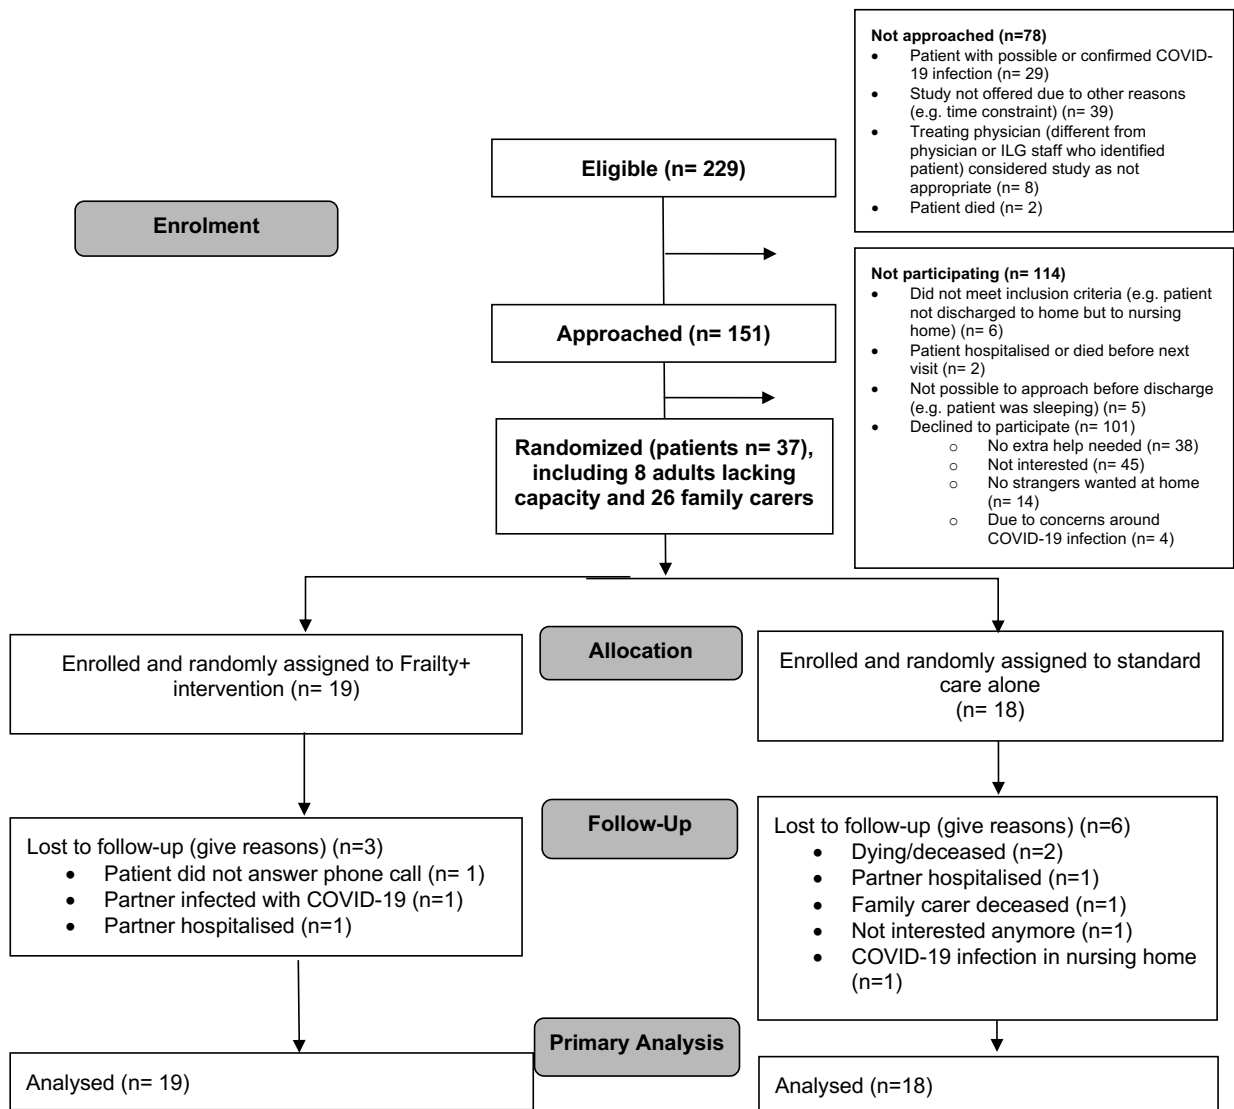 Not approached (n=78)
• Patient with possible or confirmed COVID-
19 infection (n= 29)
• Study not offered due to other reasons
(e.g. time constraint) (n= 39)
• Treating physician (different from
physician or ILG staff who identified
patient) considered study as not
appropriate (n= 8)
• Patient died (n= 2)
Eligible (n= 229)
Enrolment
Not participating (n= 114)
• Did not meet inclusion criteria (e.g. patient
not discharged to home but to nursing
home) (n= 6)
• Patient hospitalised or died before next
visit (n= 2)
• Not possible to approach before discharge
(e.g. patient was sleeping) (n= 5)
• Declined to participate (n= 101)
o No extra help needed (n= 38)
o Not interested (n= 45)
o No strangers wanted at home
(n= 14)
o Due to concerns around
COVID-19 infection (n= 4)
Approached (n= 151)
Randomized (patients n= 37),
including 8 adults lacking
capacity and 26 family carers
Allocation
Enrolled and randomly assigned to Frailty+
intervention (n= 19)
Enrolled and randomly assigned to standard
care alone
(n= 18)
Follow-Up
Lost to follow-up (give reasons) (n=3)
• Patient did not answer phone call (n= 1)
• Partner infected with COVID-19 (n=1)
• Partner hospitalised (n=1)
Lost to follow-up (give reasons) (n=6)
• Dying/deceased (n=2)
• Partner hospitalised (n=1)
• Family carer deceased (n=1)
• Not interested anymore (n=1)
• COVID-19 infection in nursing home
(n=1)
Primary Analysis
Analysed (n= 19)
Analysed (n=18)